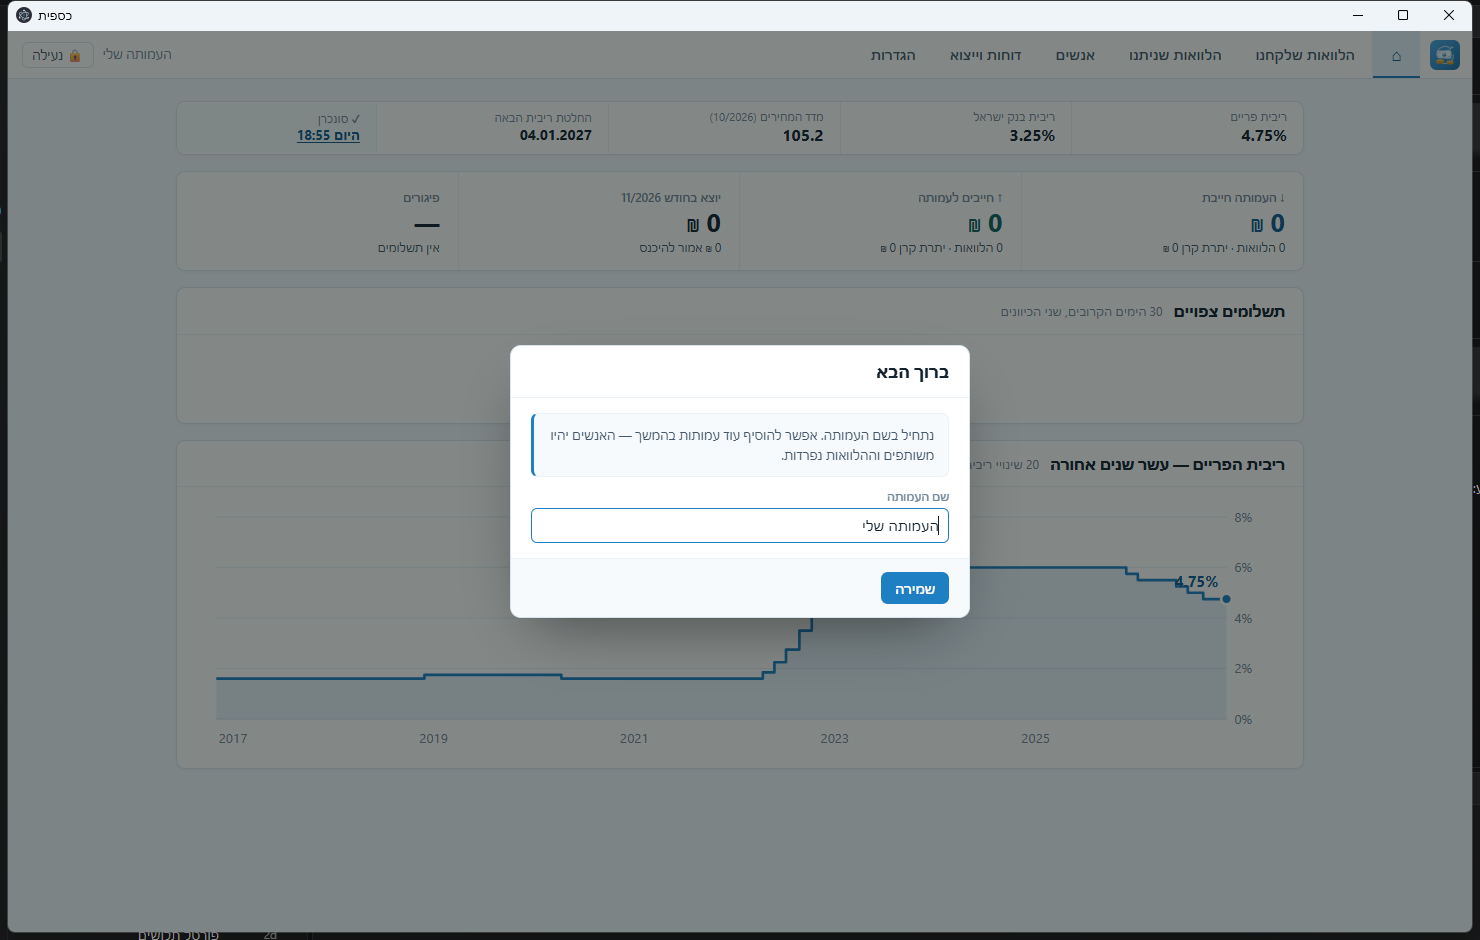 כספית
הלוואות שלקחנו
הלוואות שניתנו
אנשים
דוחות וייצוא
הגדרות
העמותה שלי
נעילה
ריבית פריים
4.75%
ריבית בנק ישראל
3.25%
מדד המחירים (10/2026)
105.2
החלטת ריבית הבאה
04.01.2027
✓ סונכרן
היום 18:55
↓ העמותה חייבת
0 ₪
0 הלוואות · יתרת קרן 0 ₪
↑ חייבים לעמותה
0 ₪
0 הלוואות · יתרת קרן 0 ₪
יוצא בחודש 11/2026
0 ₪
0 ₪ אמור להיכנס
פיגורים
—
אין תשלומים
תשלומים צפויים
30 הימים הקרובים, שני הכיוונים
ברוך הבא
נתחיל בשם העמותה. אפשר להוסיף עוד עמותות בהמשך — האנשים יהיו
משותפים וההלוואות נפרדות.
שם העמותה
העמותה שלי
שמירה
ריבית הפריים — עשר שנים אחורה
20 שינויי
8%
6%
4%
2%
0%
4.75%
2017
2019
2021
2023
2025
פורטל תלושים
2d